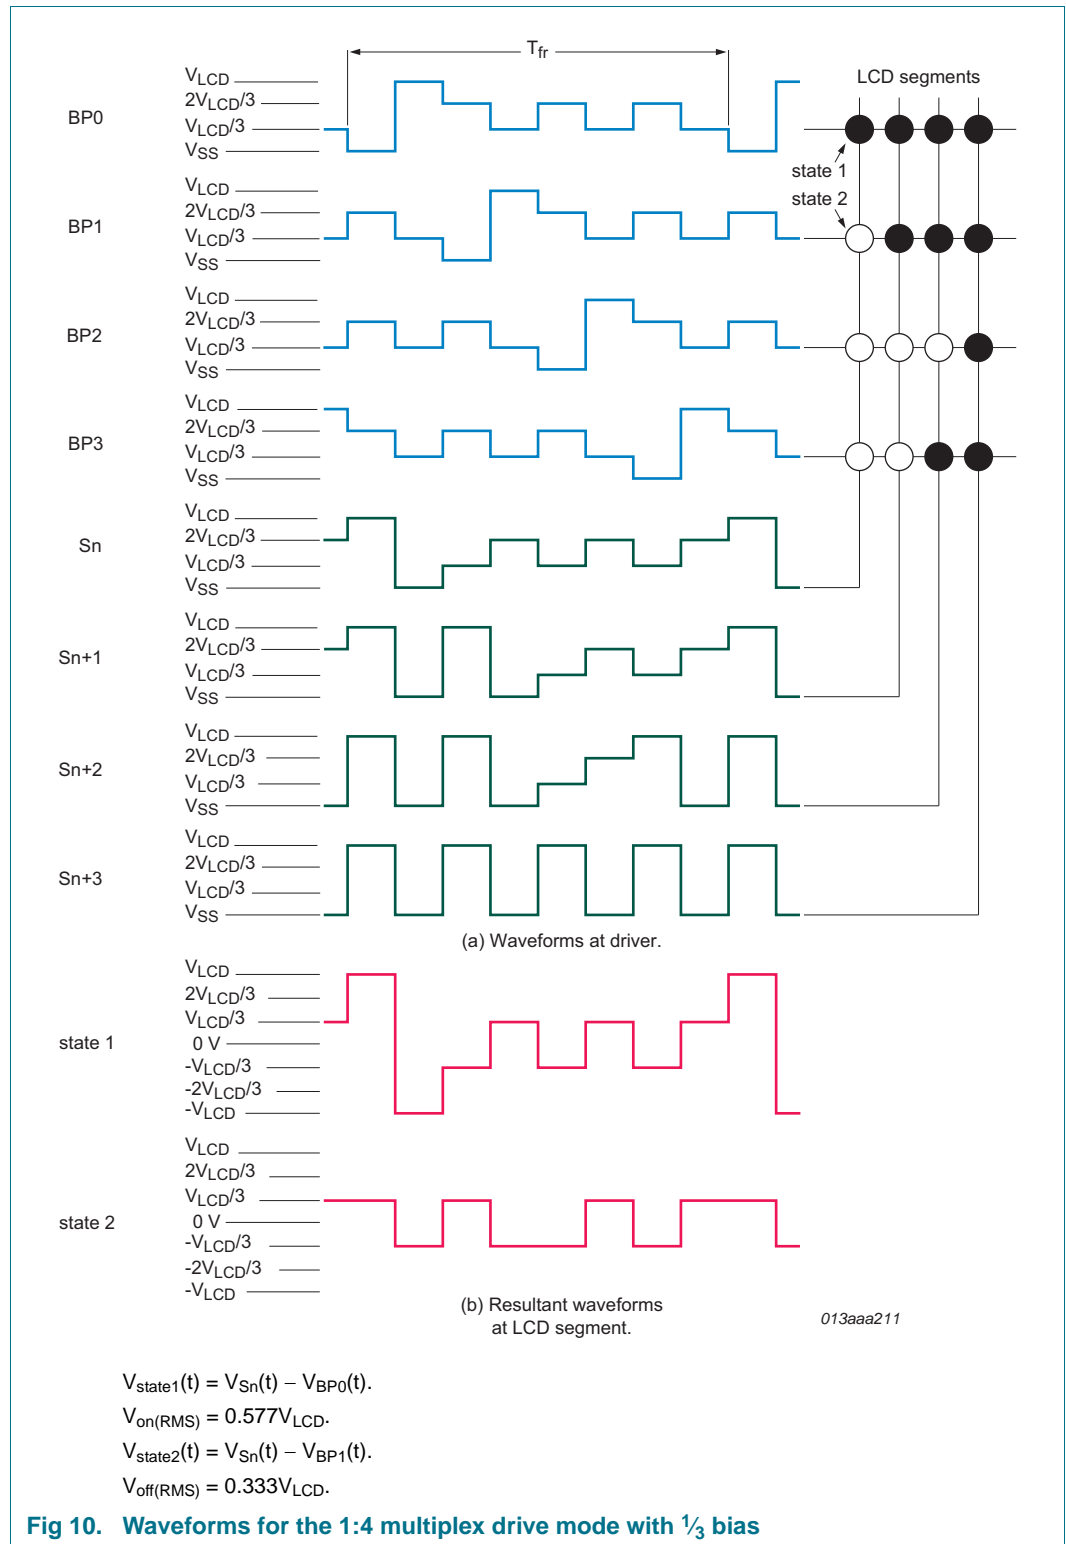 Tfr
LCD segments
BP0
VLCD
2VLCD/3
VLCD/3
VSS
state 1
state 2
BP1
VLCD
2VLCD/3
VLCD/3
VSS
BP2
VLCD
2VLCD/3
VLCD/3
VSS
BP3
VLCD
2VLCD/3
VLCD/3
VSS
Sn
VLCD
2VLCD/3
VLCD/3
VSS
Sn+1
VLCD
2VLCD/3
VLCD/3
VSS
Sn+2
VLCD
2VLCD/3
VLCD/3
VSS
Sn+3
VLCD
2VLCD/3
VLCD/3
VSS
(a) Waveforms at driver.
state 1
VLCD
2VLCD/3
VLCD/3
0 V
-VLCD/3
-2VLCD/3
-VLCD
state 2
VLCD
2VLCD/3
VLCD/3
0 V
-VLCD/3
-2VLCD/3
-VLCD
(b) Resultant waveforms
at LCD segment.
013aaa211
Vstate1(t) = VSn(t) − VBP0(t).
Von(RMS) = 0.577VLCD.
Vstate2(t) = VSn(t) − VBP1(t).
Voff(RMS) = 0.333VLCD.
Fig 10. Waveforms for the 1:4 multiplex drive mode with 1⁄3 bias